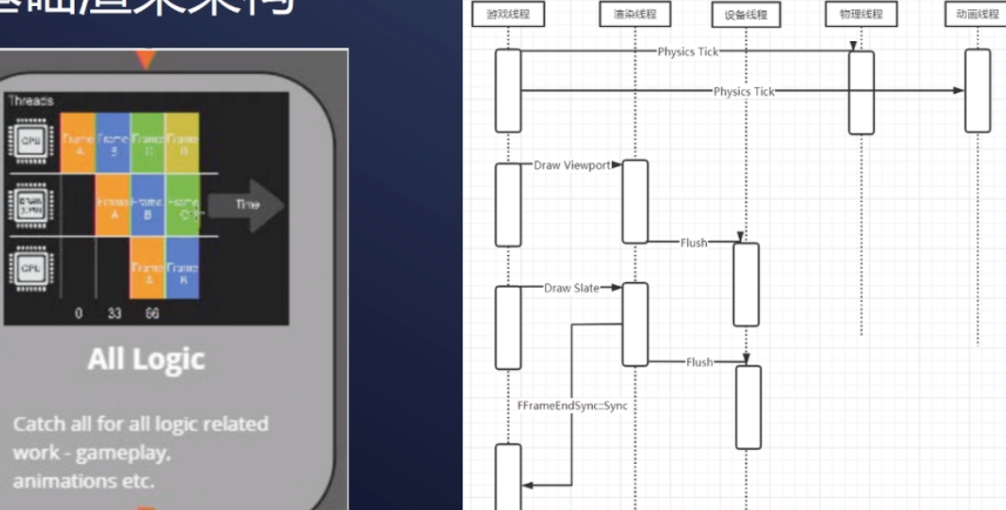 基础渲染架构
Threads
CPU
Frame A
Frame B
Frame C
Frame
Frame A
Frame B
Frame
Time
Frame A
Frame B
0 33 66
All Logic
Catch all for all logic related
work - gameplay,
animations etc.
游戏线程
渲染线程
设备线程
物理线程
动画线程
Physics Tick
Physics Tick
Draw Viewport
Flush
Draw Slate
Flush
FFrameEndSync::Sync